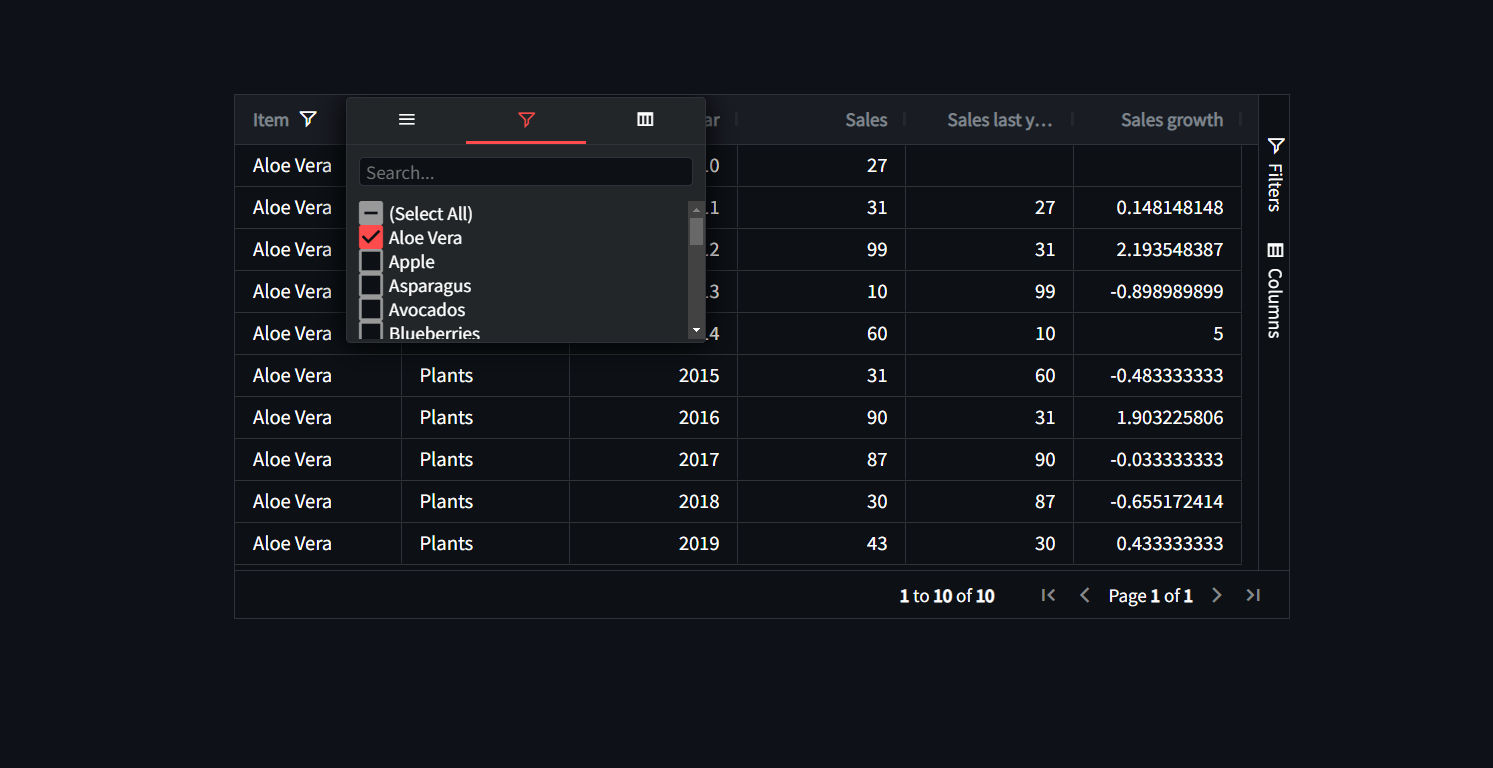 Item ar Sales Sales last y... Sales growth
Search...
(Select All)
Aloe Vera
Apple
Asparagus
Avocados
Blueberries
Aloe Vera .0 27
Aloe Vera .1 31 27 0.148148148
Aloe Vera .2 99 31 2.193548387
Aloe Vera .3 10 99 -0.898989899
Aloe Vera .4 60 10 5
Aloe Vera Plants 2015 31 60 -0.483333333
Aloe Vera Plants 2016 90 31 1.903225806
Aloe Vera Plants 2017 87 90 -0.033333333
Aloe Vera Plants 2018 30 87 -0.655172414
Aloe Vera Plants 2019 43 30 0.433333333
1 to 10 of 10 Page 1 of 1
Filters
Columns